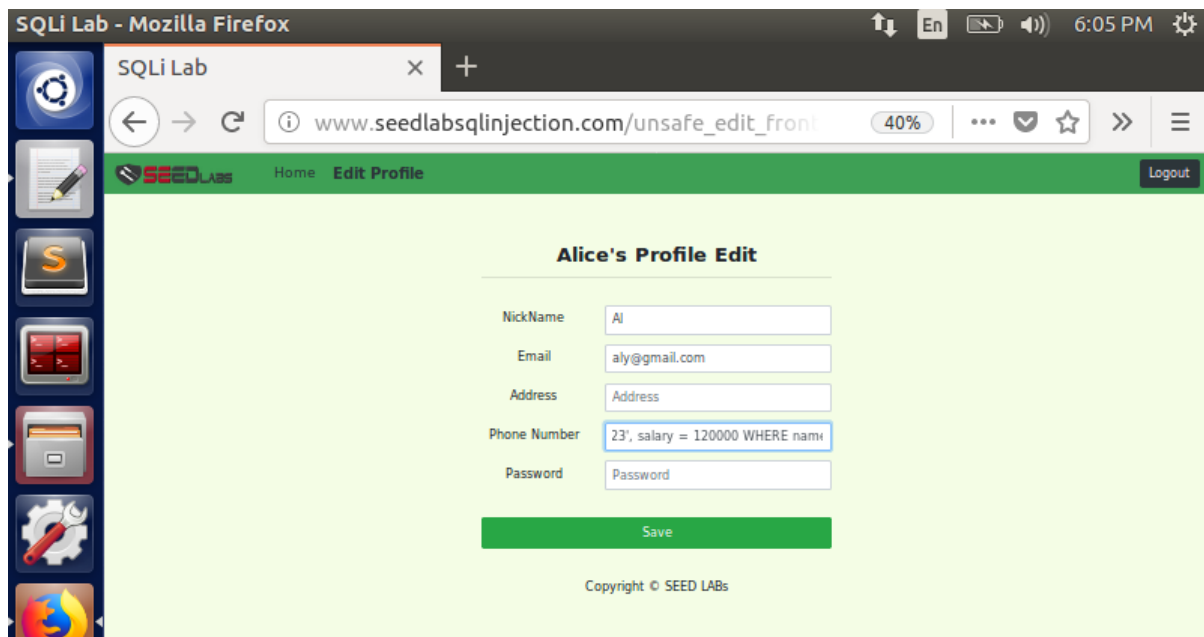 SQLi Lab - Mozilla Firefox
En
6:05 PM
SQLi Lab
www.seedlabsqlinjection.com/unsafe_edit_front
40%
SEEDLABS
Home
Edit Profile
Logout
Alice's Profile Edit
NickName
Al
Email
aly@gmail.com
Address
Address
Phone Number
23', salary = 120000 WHERE name
Password
Password
Save
Copyright © SEED LABs